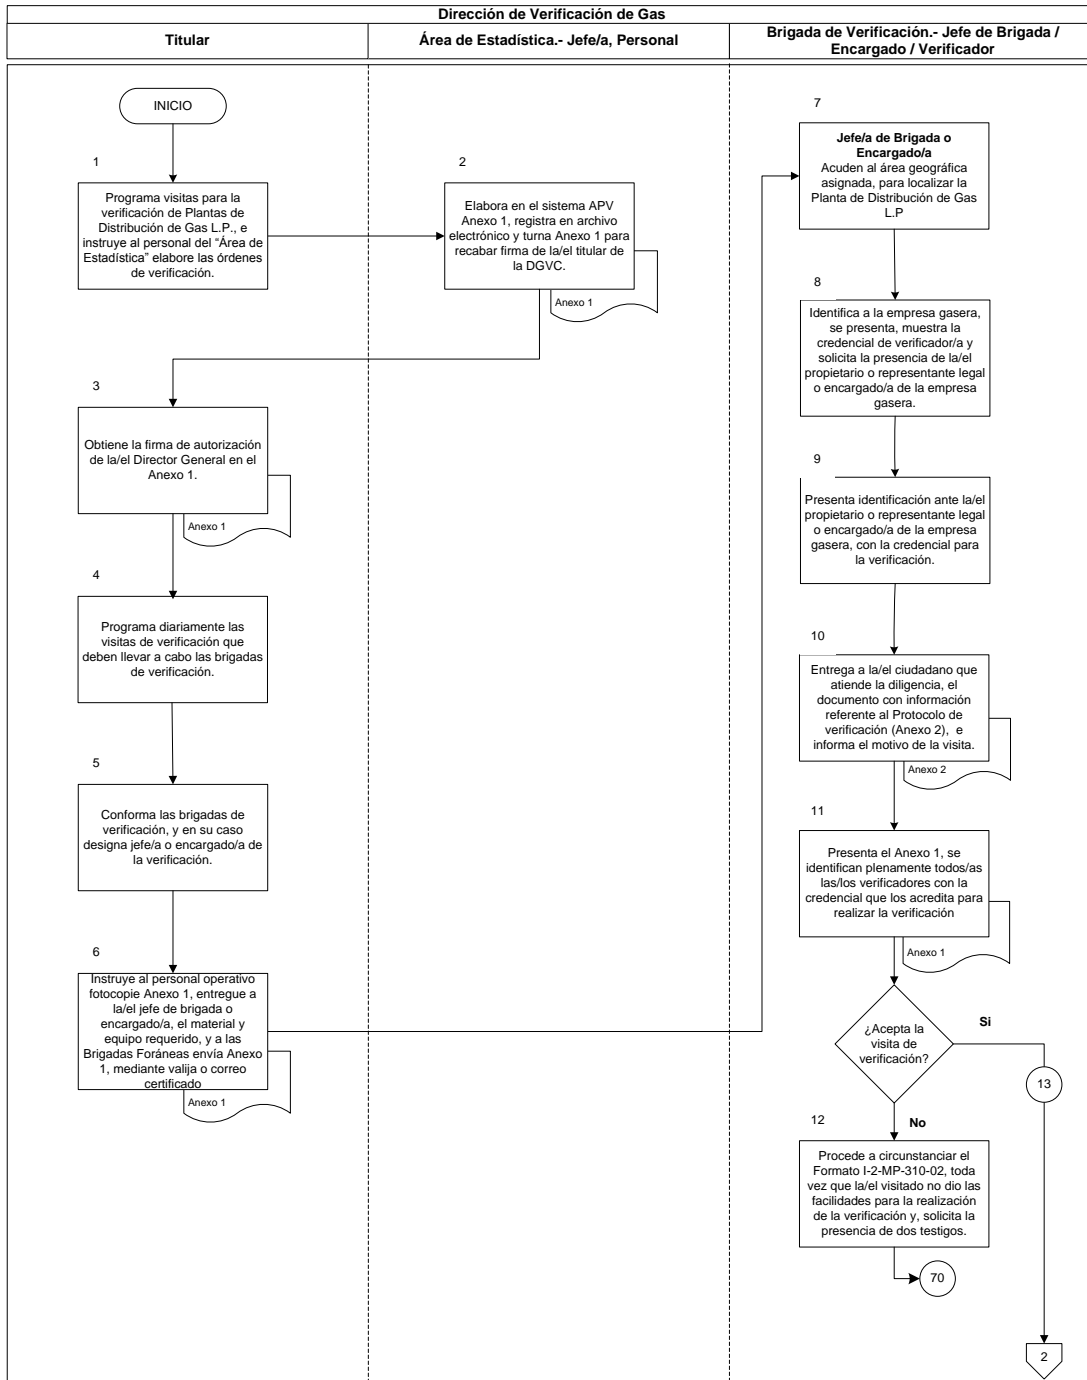 Dirección de Verificación de Gas
Titular
Área de Estadística.- Jefe/a, Personal
Brigada de Verificación.- Jefe de Brigada /
Encargado / Verificador
INICIO
1
Programa visitas para la
verificación de Plantas de
Distribución de Gas L.P., e
instruye al personal del “Área de
Estadística” elabore las órdenes
de verificación.
2
Elabora en el sistema APV
Anexo 1, registra en archivo
electrónico y turna Anexo 1 para
recabar firma de la/el titular de
la DGVC.
Anexo 1
3
Obtiene la firma de autorización
de la/el Director General en el
Anexo 1.
Anexo 1
4
Programa diariamente las
visitas de verificación que
deben llevar a cabo las brigadas
de verificación.
5
Conforma las brigadas de
verificación, y en su caso
designa jefe/a o encargado/a de
la verificación.
6
Instruye al personal operativo
fotocopie Anexo 1, entregue a
la/el jefe de brigada o
encargado/a, el material y
equipo requerido, y a las
Brigadas Foráneas envía Anexo
1, mediante valija o correo
certificado
Anexo 1
7
Jefe/a de Brigada o
Encargado/a
Acuden al área geográfica
asignada, para localizar la
Planta de Distribución de Gas
L.P
8
Identifica a la empresa gasera,
se presenta, muestra la
credencial de verificador/a y
solicita la presencia de la/el
propietario o representante legal
o encargado/a de la empresa
gasera.
9
Presenta identificación ante la/el
propietario o representante legal
o encargado/a de la empresa
gasera, con la credencial para
la verificación.
10
Entrega a la/el ciudadano que
atiende la diligencia, el
documento con información
referente al Protocolo de
verificación (Anexo 2), e
informa el motivo de la visita.
Anexo 2
11
Presenta el Anexo 1, se
identifican plenamente todos/as
las/los verificadores con la
credencial que los acredita para
realizar la verificación
Anexo 1
¿Acepta la
visita de
verificación?
Si
13
No
12
Procede a circunstanciar el
Formato I-2-MP-310-02, toda
vez que la/el visitado no dio las
facilidades para la realización
de la verificación y, solicita la
presencia de dos testigos.
70
2